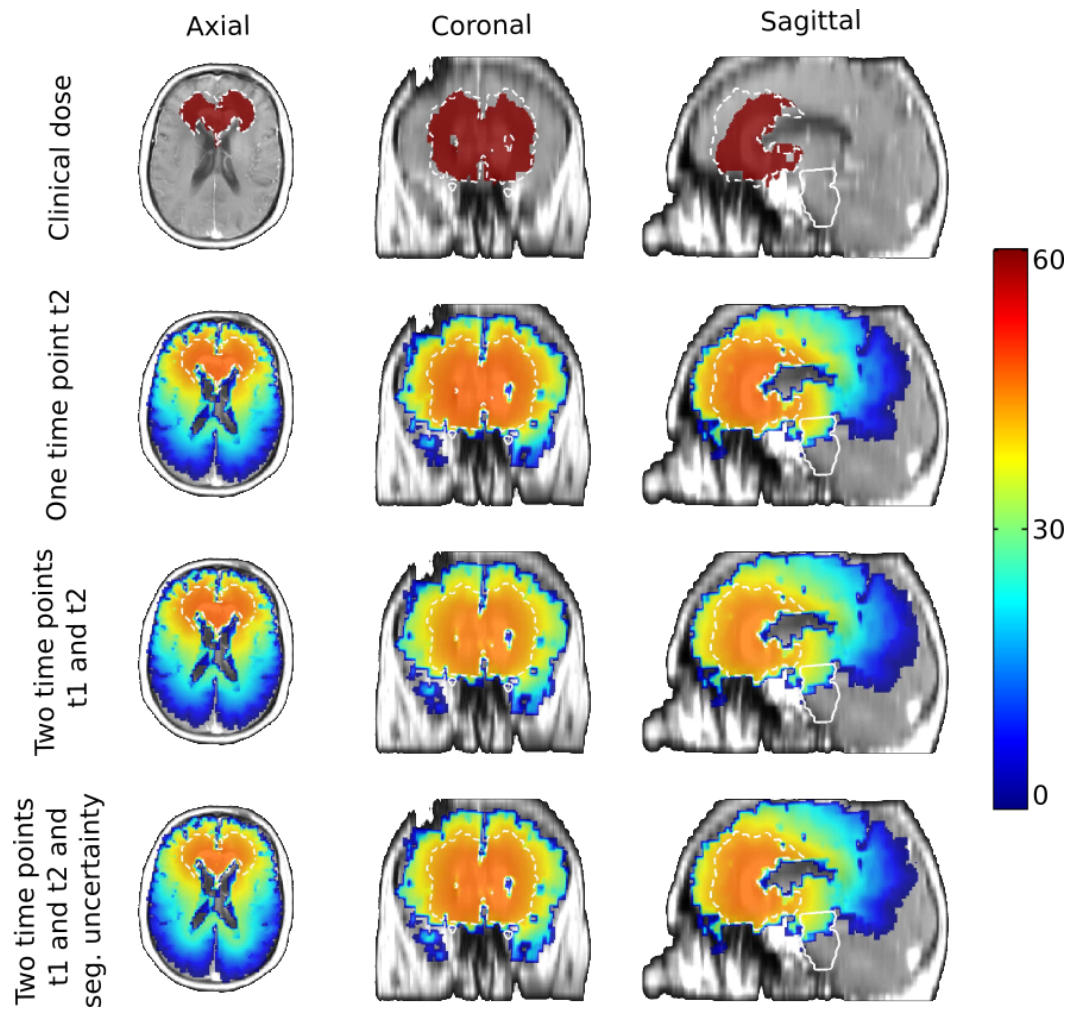 Axial
Coronal
Sagittal
Clinical dose
One time point t2
Two time points
t1 and t2
Two time points
t1 and t2 and
seg. uncertainty
60
30
0